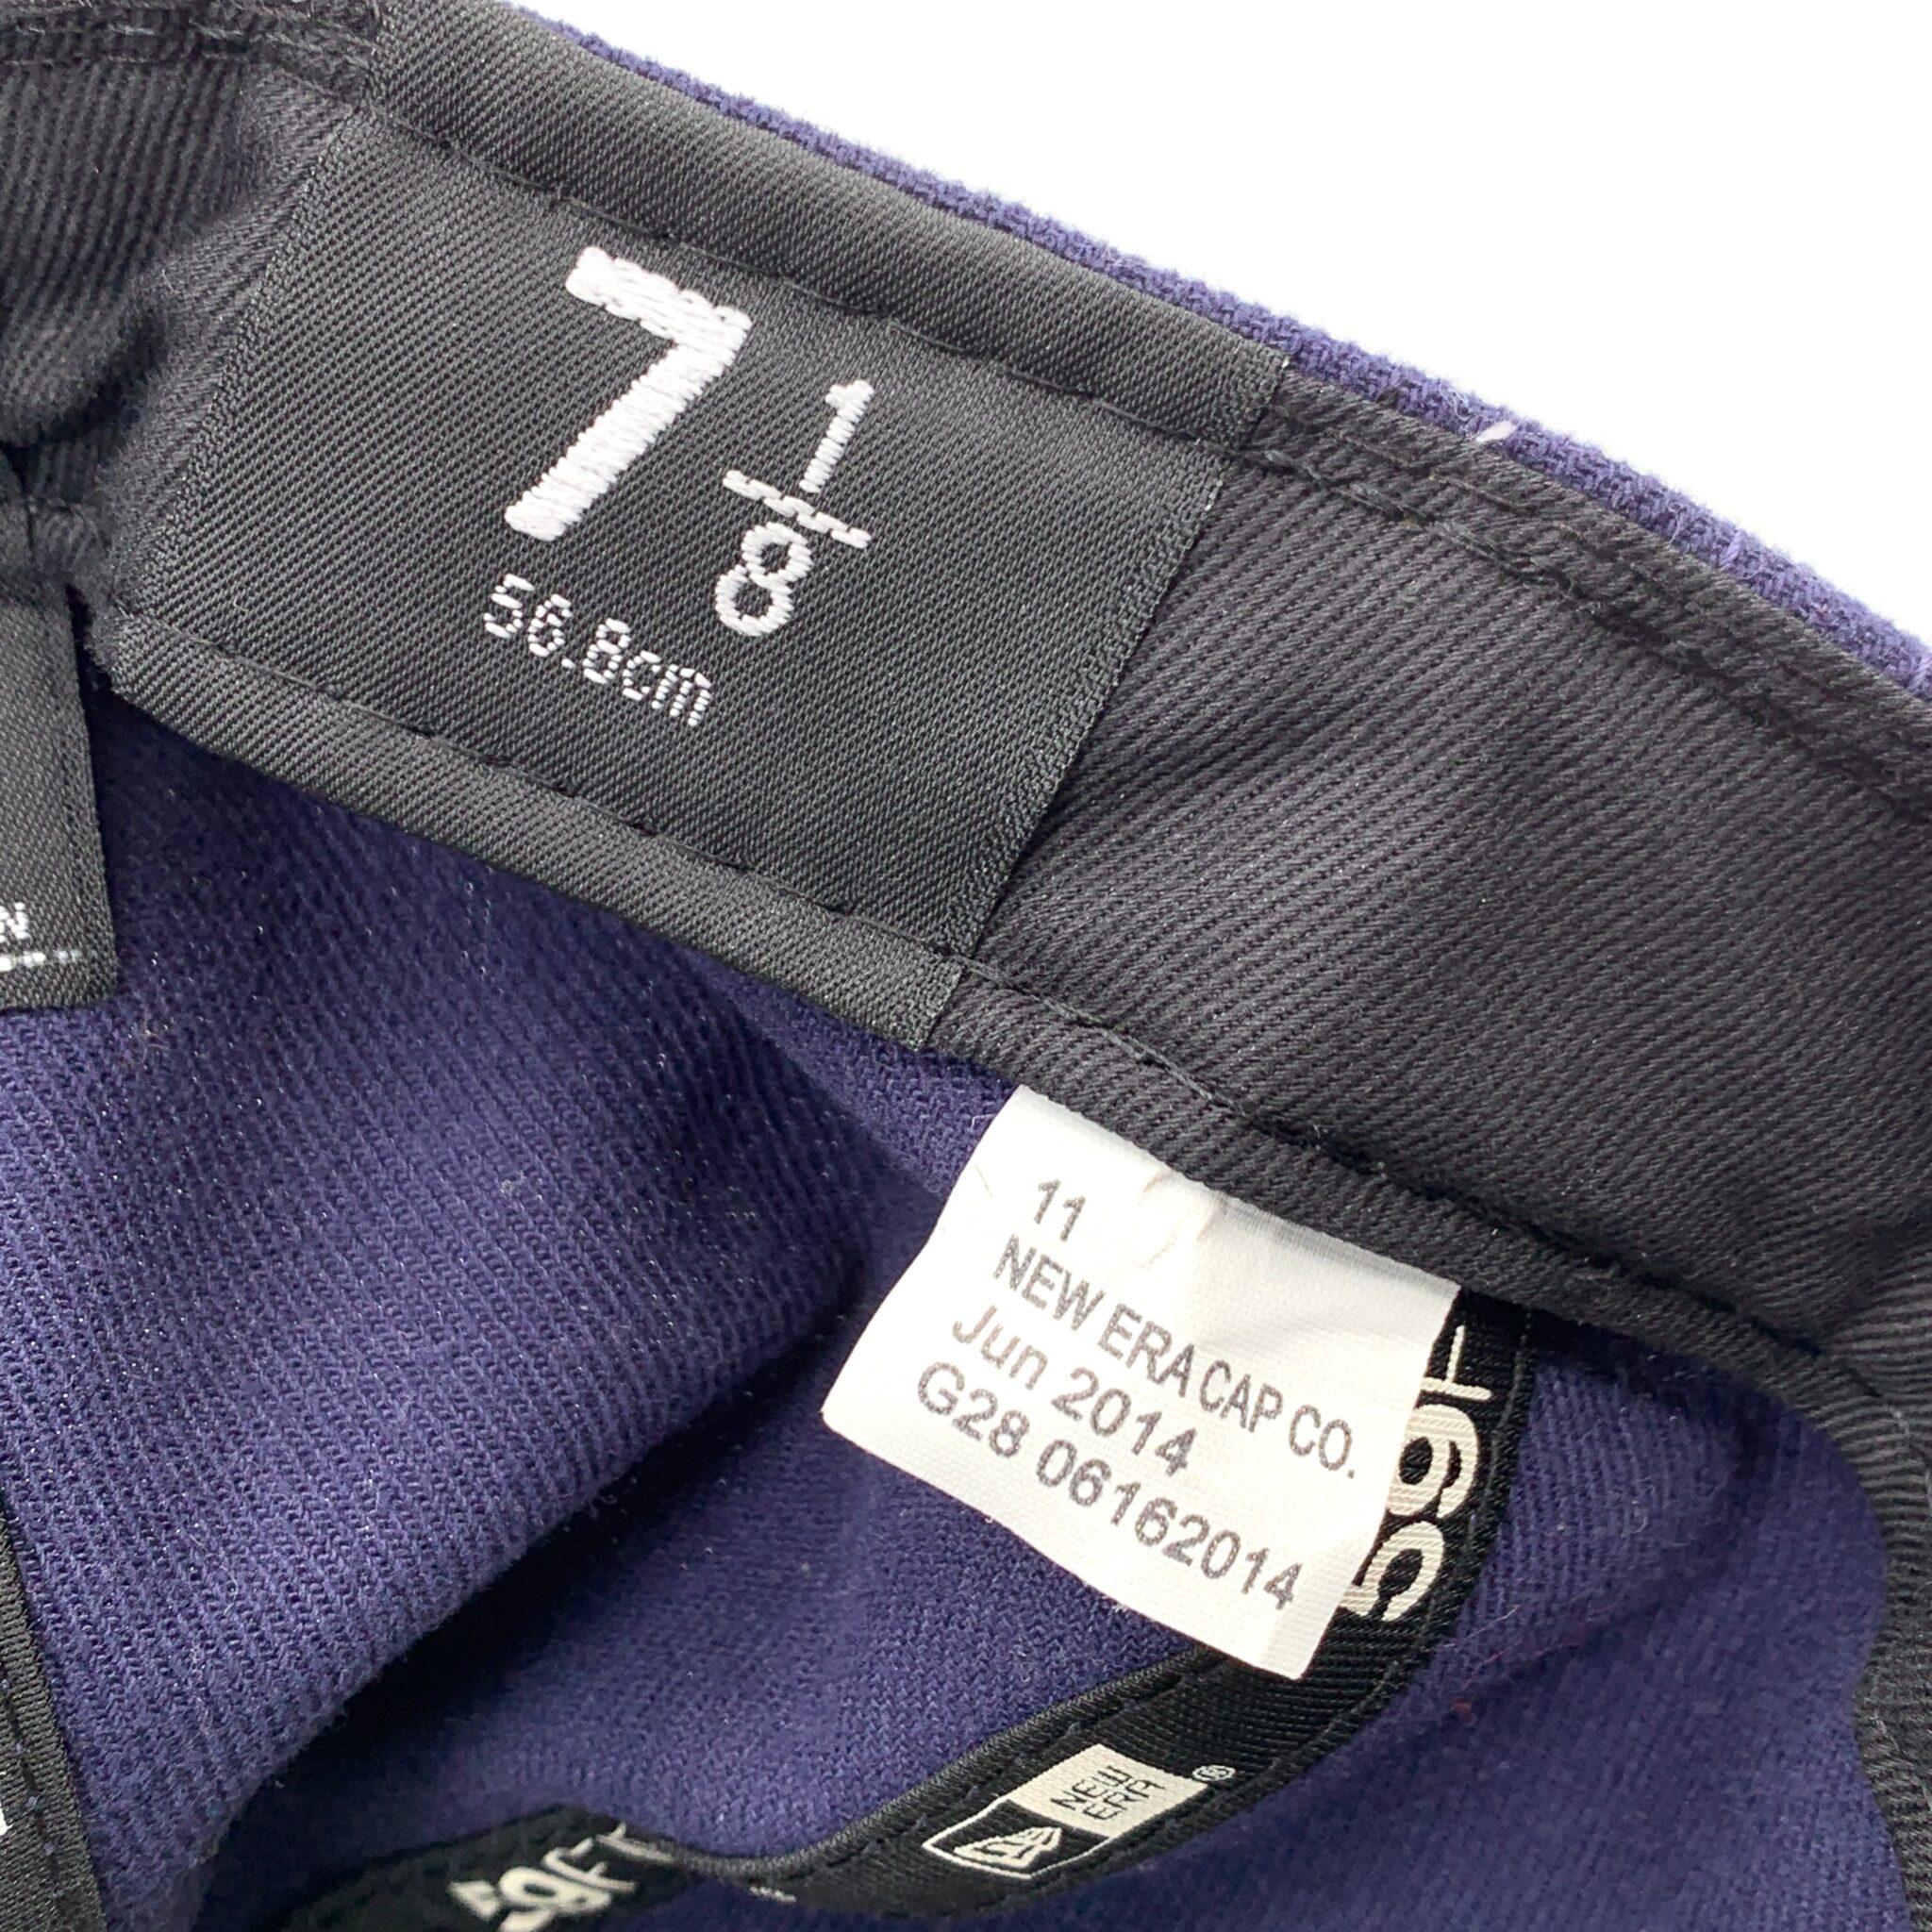 7 1/8
56.8cm
11
NEW ERA CAP CO.
Jun 2014
G28 06162014
NEW
ERA
®